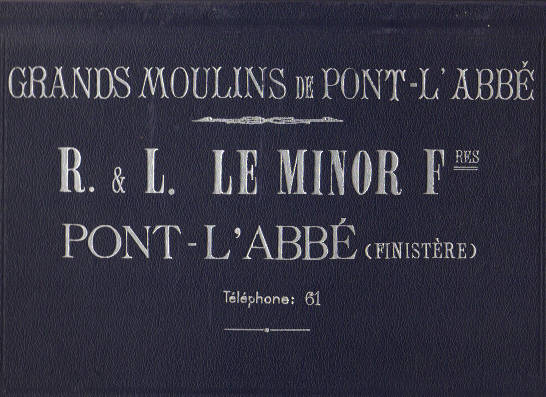 GRANDS MOULINS DE PONT-L'ABBÉ
R. & L. LE MINOR FRES
PONT-L'ABBÉ (FINISTÈRE)
Téléphone: 61